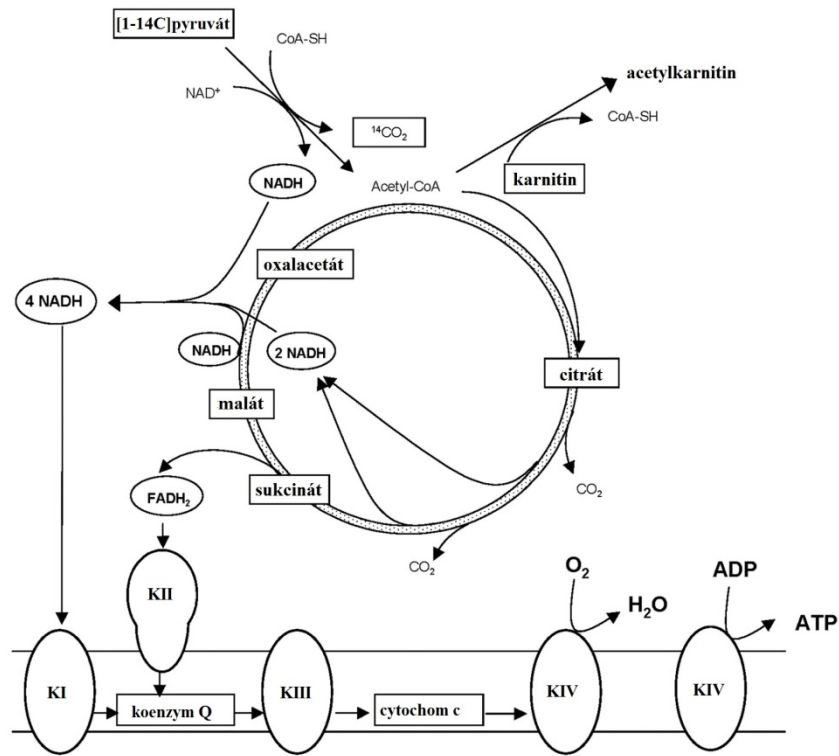 [1-14C]pyruvát
CoA-SH
NAD⁺
acetylkarnitin
¹⁴CO₂
CoA-SH
NADH
Acetyl-CoA
karnitin
oxalacetát
4 NADH
NADH
2 NADH
citrát
malát
sukcinát
CO₂
FADH₂
CO₂
KII
O₂
H₂O
ADP
ATP
KI
koenzym Q
KIII
cytochom c
KIV
KIV